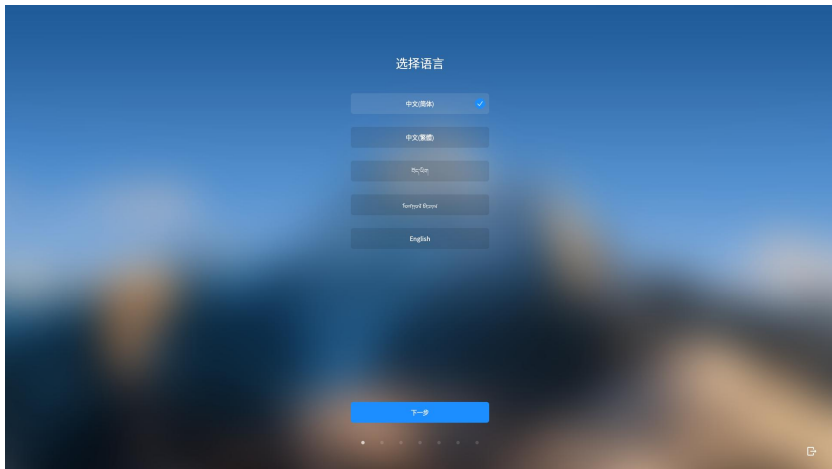 选择语言
中文(简体)
中文(繁體)
བོད་ཡིག
English
下一步